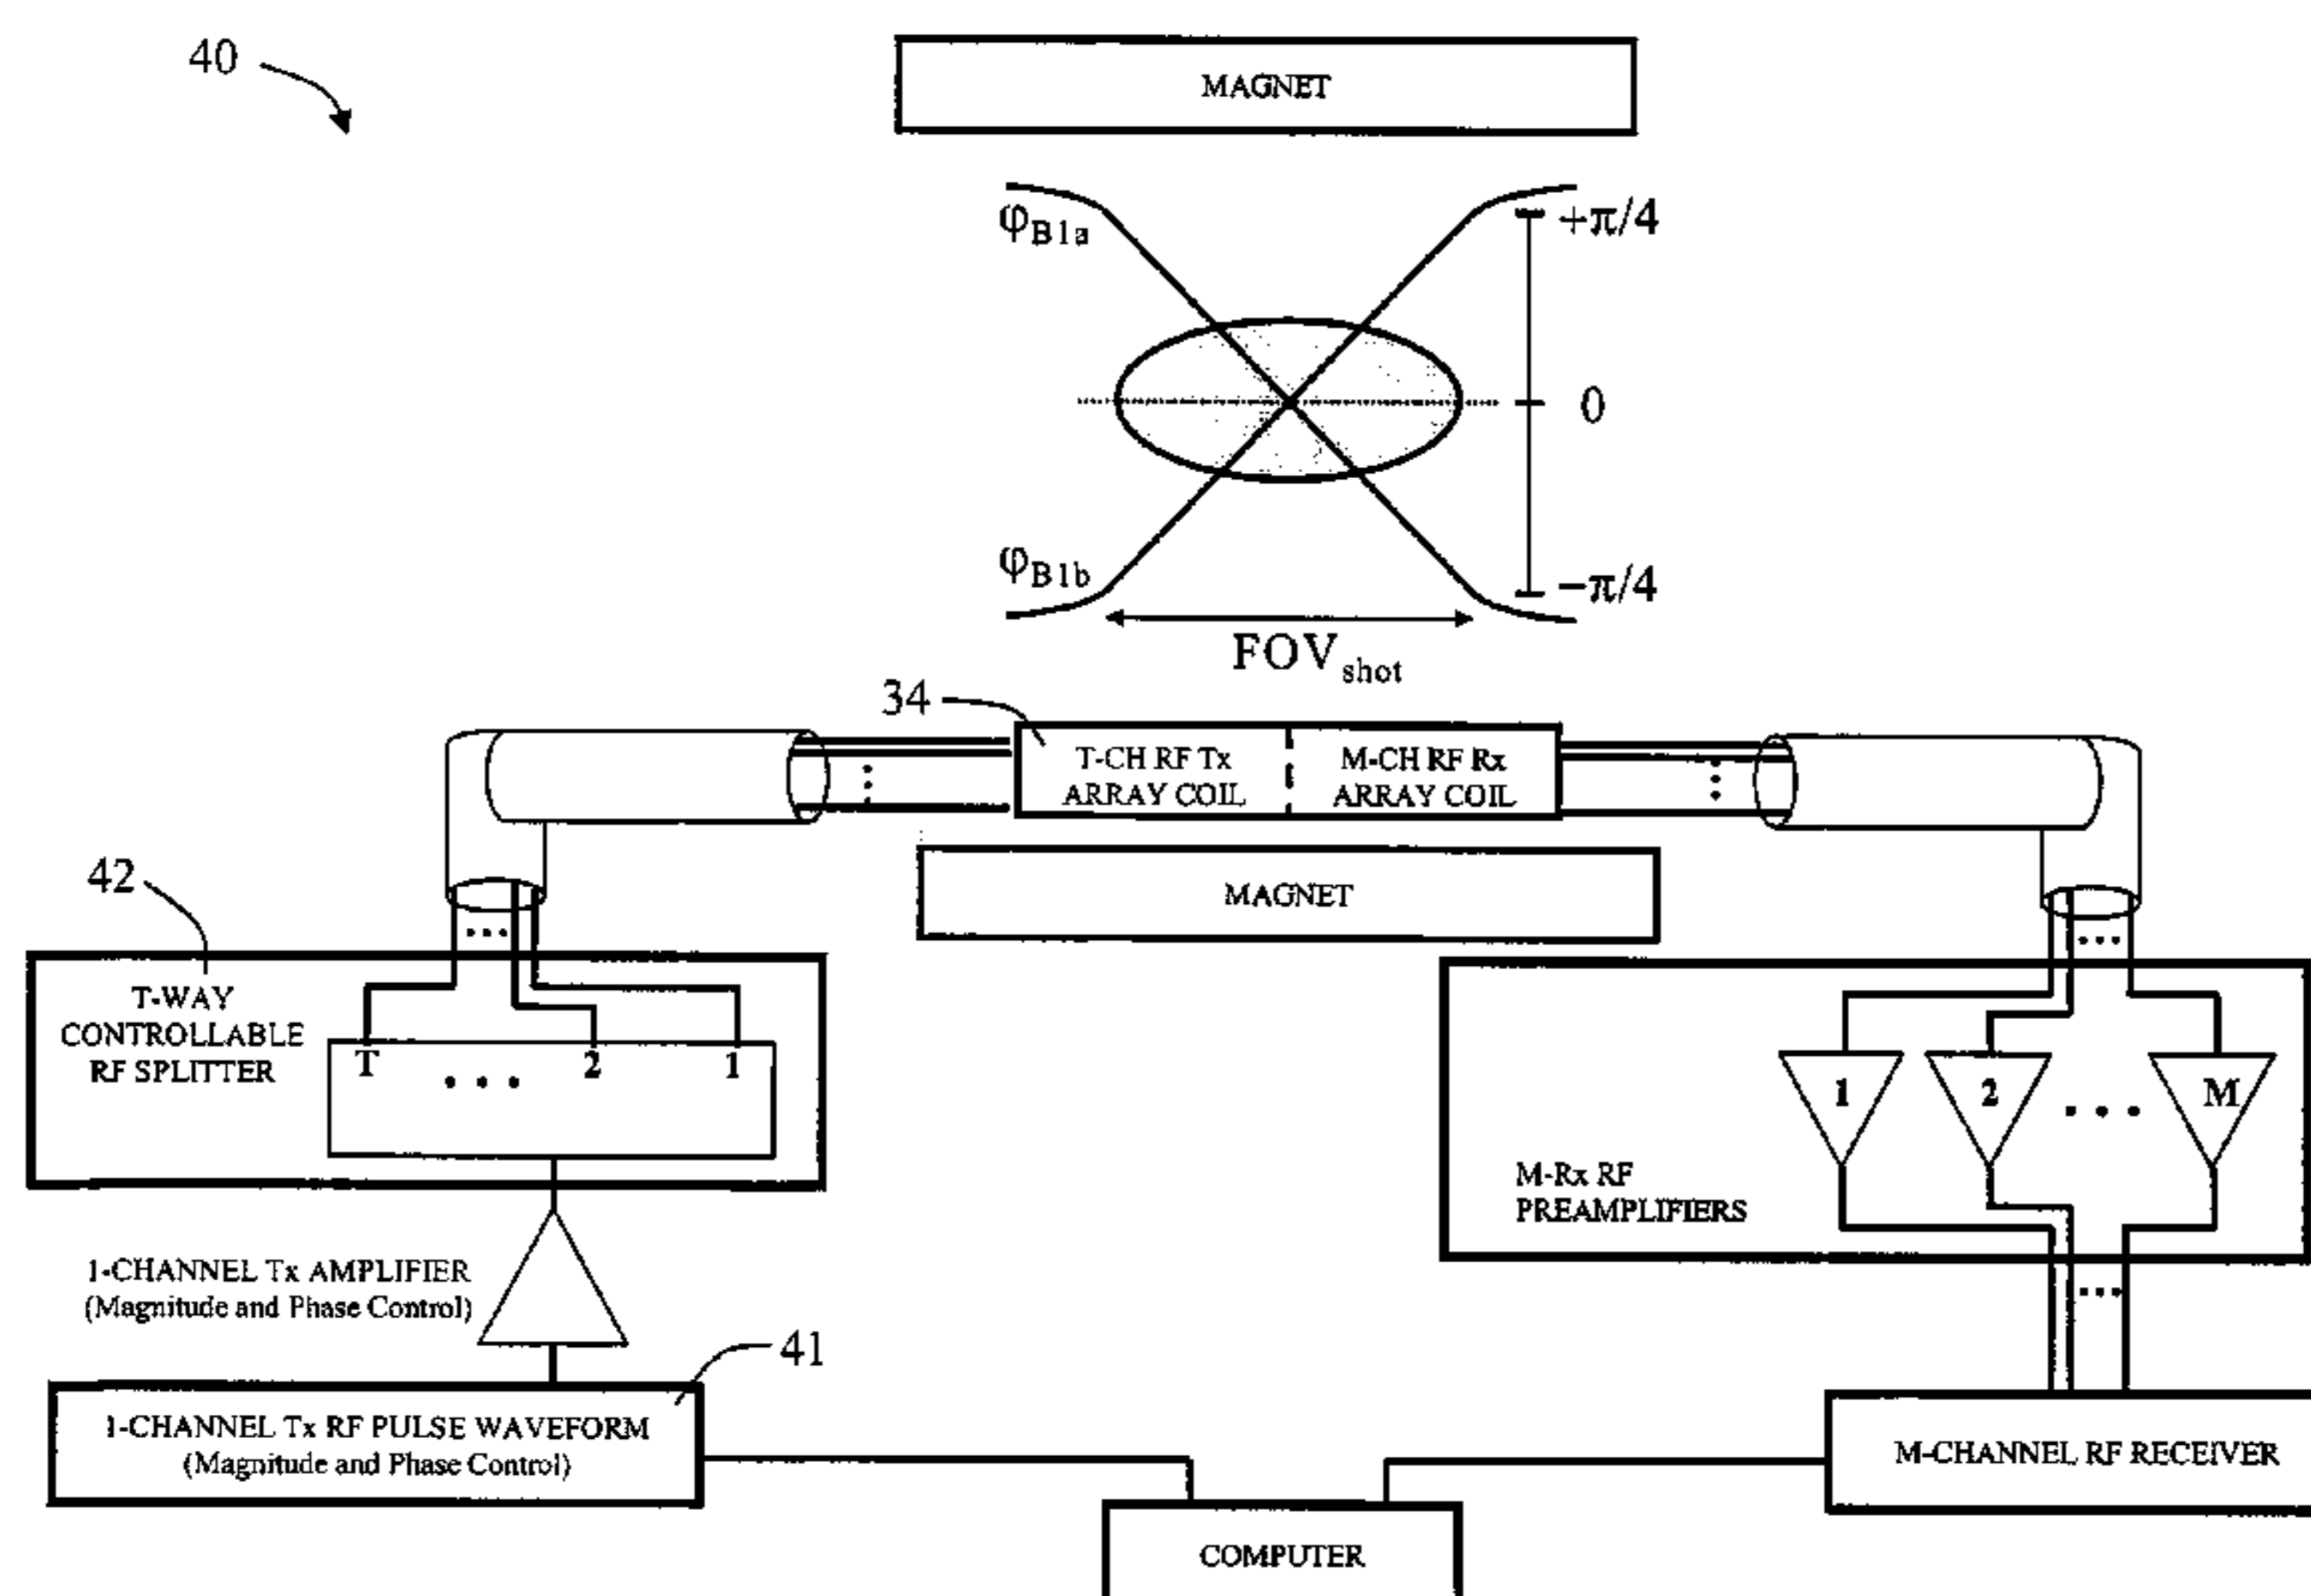 40
MAGNET
φB1a
+π/4
0
φB1b
−π/4
FOVshot
34
T-CH RF Tx
ARRAY COIL
M-CH RF Rx
ARRAY COIL
42
MAGNET
T-WAY
CONTROLLABLE
RF SPLITTER
T
• • •
2
1
1
2
• • •
M
M-Rx RF
PREAMPLIFIERS
1-CHANNEL Tx AMPLIFIER
(Magnitude and Phase Control)
41
1-CHANNEL Tx RF PULSE WAVEFORM
(Magnitude and Phase Control)
M-CHANNEL RF RECEIVER
COMPUTER